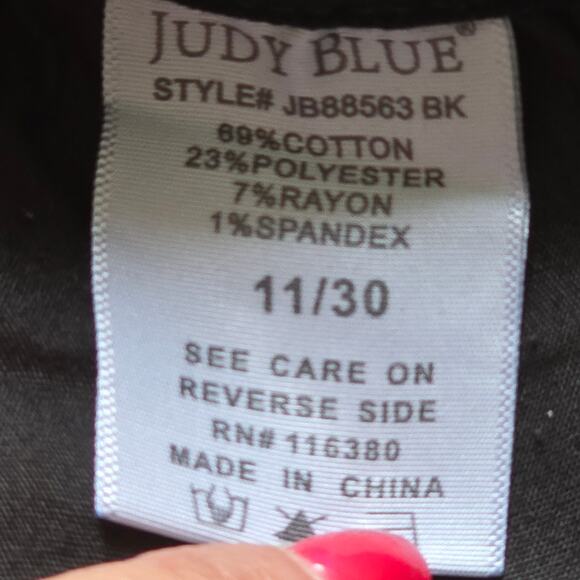 JUDY BLUE®
STYLE# JB88563 BK
69%COTTON
23%POLYESTER
7%RAYON
1%SPANDEX
11/30
SEE CARE ON
REVERSE SIDE
RN# 116380
MADE IN CHINA